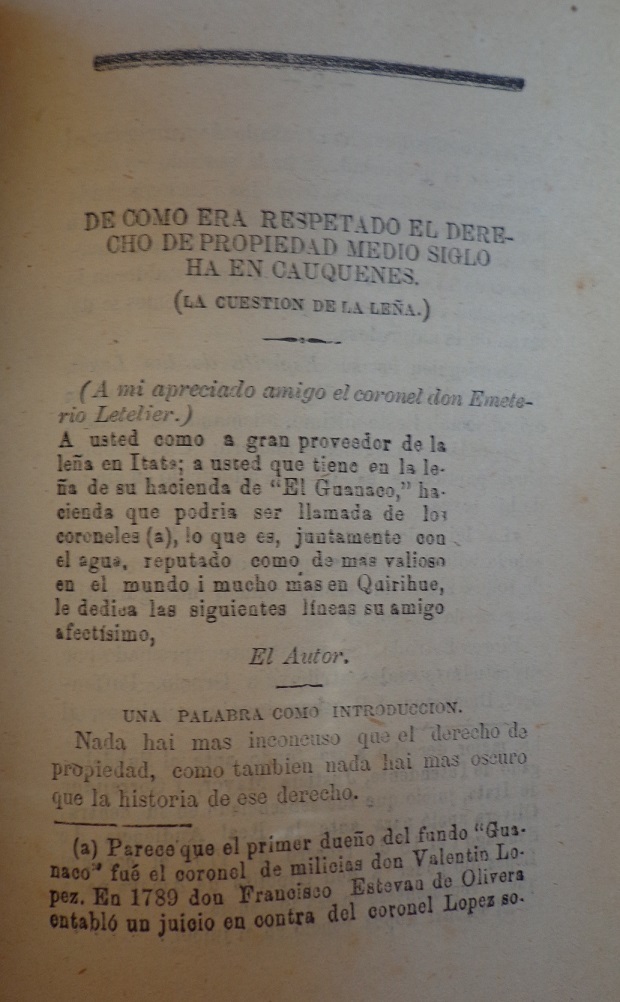 DE COMO ERA RESPETADO EL DERE-
CHO DE PROPIEDAD MEDIO SIGLO
HA EN CAUQUENES.
(LA CUESTION DE LA LEÑA.)
(A mi apreciado amigo el coronel don Emete-
rio Letelier.)
A usted como a gran proveedor de la
leña en Itata; a usted que tiene en la le-
ña de su hacienda de "El Guanaco," ha-
cienda que podria ser llamada de los
coroneles (a), lo que es, juntamente con
el agua, reputado como de mas valioso
en el mundo i mucho mas en Quirihue,
le dedica las siguientes líneas su amigo
afectísimo,
El Autor.
UNA PALABRA COMO INTRODUCCION.
Nada hai mas inconcuso que el derecho de
propiedad, como tambien nada hai mas oscuro
que la historia de ese derecho.
(a) Parece que el primer dueño del fundo "Gua-
naco" fué el coronel de milicias don Valentin Lo-
pez. En 1789 don Francisco Estevan de Olivera
entabló un juicio en contra del coronel Lopez so-